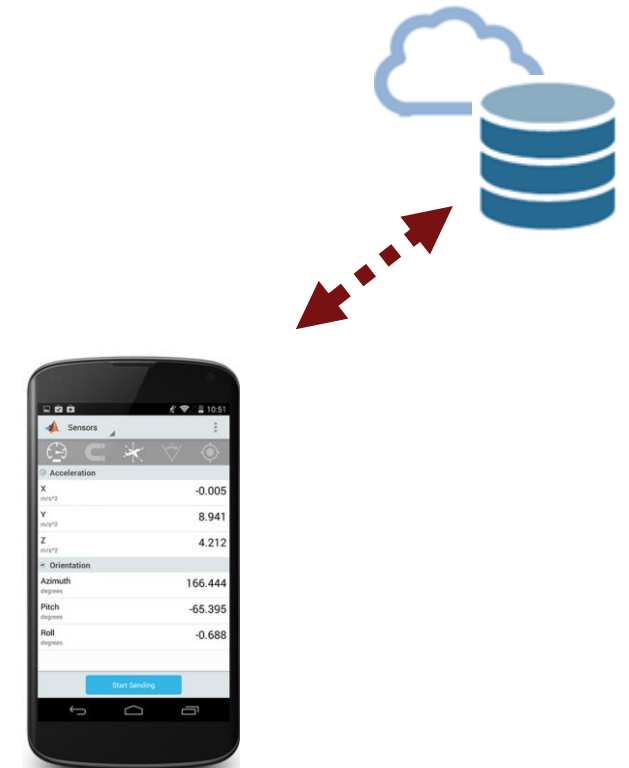 10:51
Sensors
Acceleration
X -0.005
m/s^2
Y 8.941
m/s^2
Z 4.212
m/s^2
Orientation
Azimuth 166.444
degrees
Pitch -65.395
degrees
Roll -0.688
degrees
Start Sending